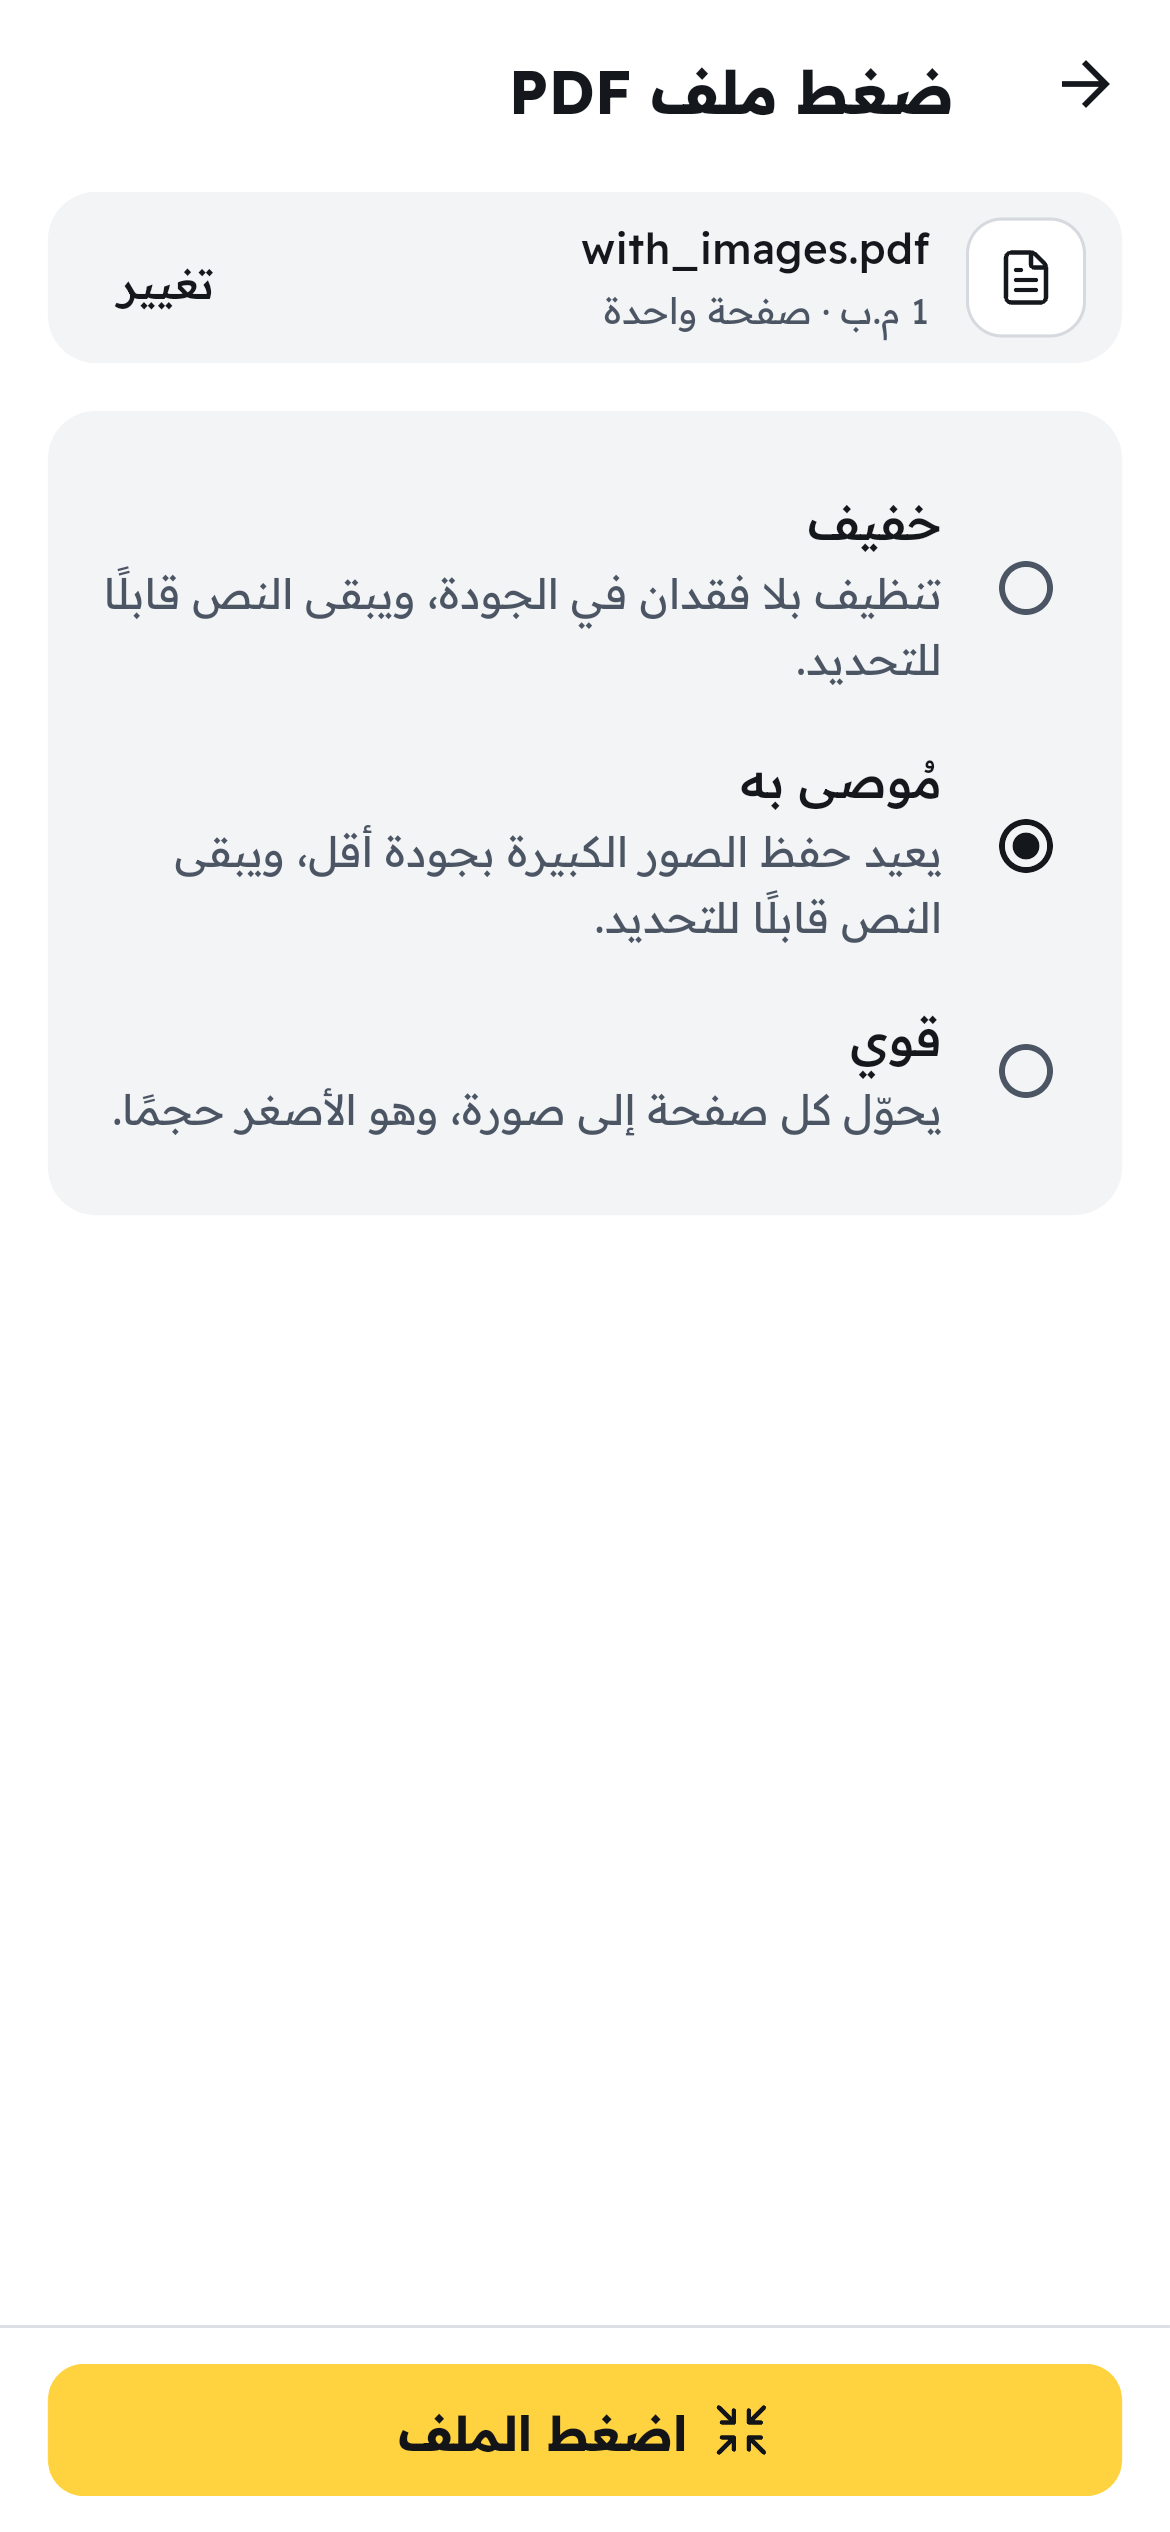 ضغط ملف PDF
with_images.pdf
1 م.ب · صفحة واحدة
تغيير
خفيف
تنظيف بلا فقدان في الجودة، ويبقى النص قابلًا
للتحديد.
مُوصى به
يعيد حفظ الصور الكبيرة بجودة أقل، ويبقى
النص قابلًا للتحديد.
قوي
يحوّل كل صفحة إلى صورة، وهو الأصغر حجمًا.
اضغط الملف